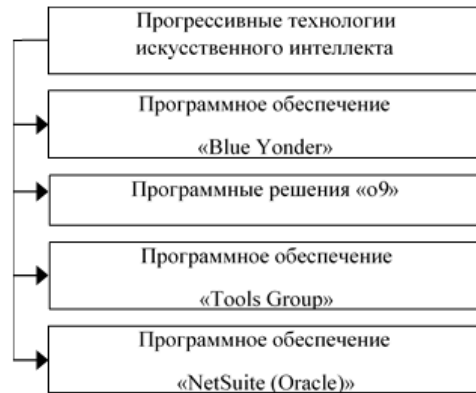 Прогрессивные технологии
искусственного интеллекта
Программное обеспечение
«Blue Yonder»
Программные решения «o9»
Программное обеспечение
«Tools Group»
Программное обеспечение
«NetSuite (Oracle)»